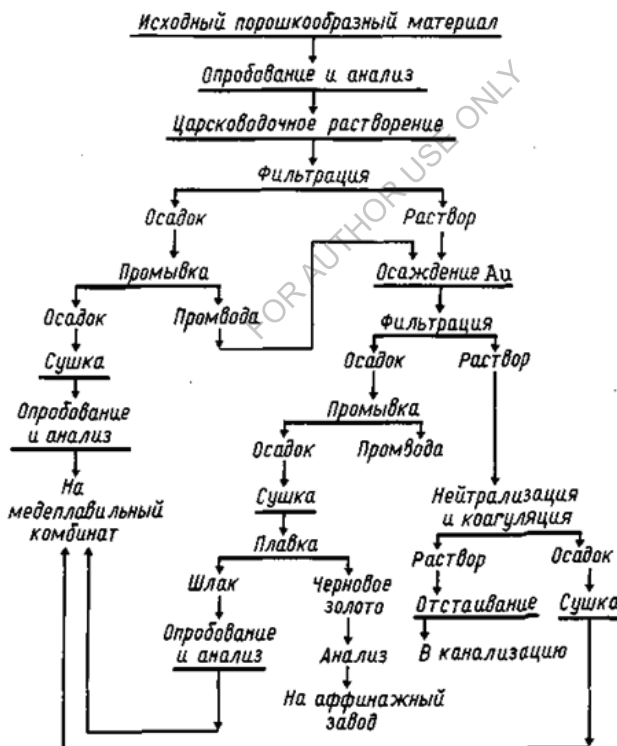 Исходный порошкообразный материал
Опробование и анализ
Царсководочное растворение
Фильтрация
Осадок
Раствор
Промывка
Осаждение Au
Осадок
Промвода
Фильтрация
Сушка
Осадок
Раствор
Опробование
и анализ
Промывка
Осадок
Промвода
На
медеплавильный
комбинат
Сушка
Нейтрализация
и коагуляция
Плавка
Раствор
Осадок
Шлак
Черновое
золото
Отстаивание
Сушка
Опробование
и анализ
Анализ
В канализацию
На аффинажный
завод
FOR AUTHOR USE ONLY